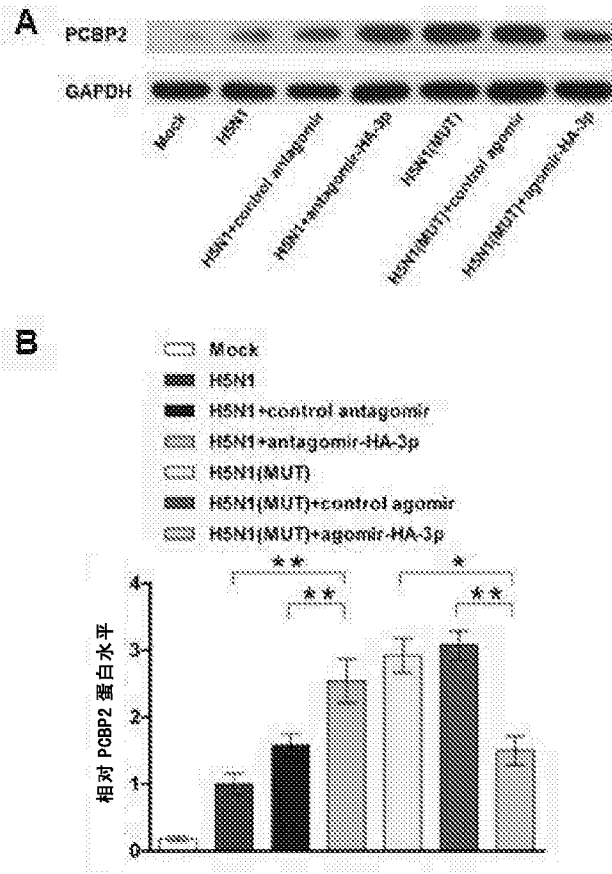 A
PCBP2
GAPDH
Mock
H5N1
H5N1+control antagomir
H5N1+antagomir-HA-3p
H5N1(MUT)
H5N1(MUT)+control agomir
H5N1(MUT)+agomir-HA-3p
B
Mock
H5N1
H5N1+control antagomir
H5N1+antagomir-HA-3p
H5N1(MUT)
H5N1(MUT)+control agomir
H5N1(MUT)+agomir-HA-3p
** *
** **
4
3
2
1
0
相对 PCBP2 蛋白水平